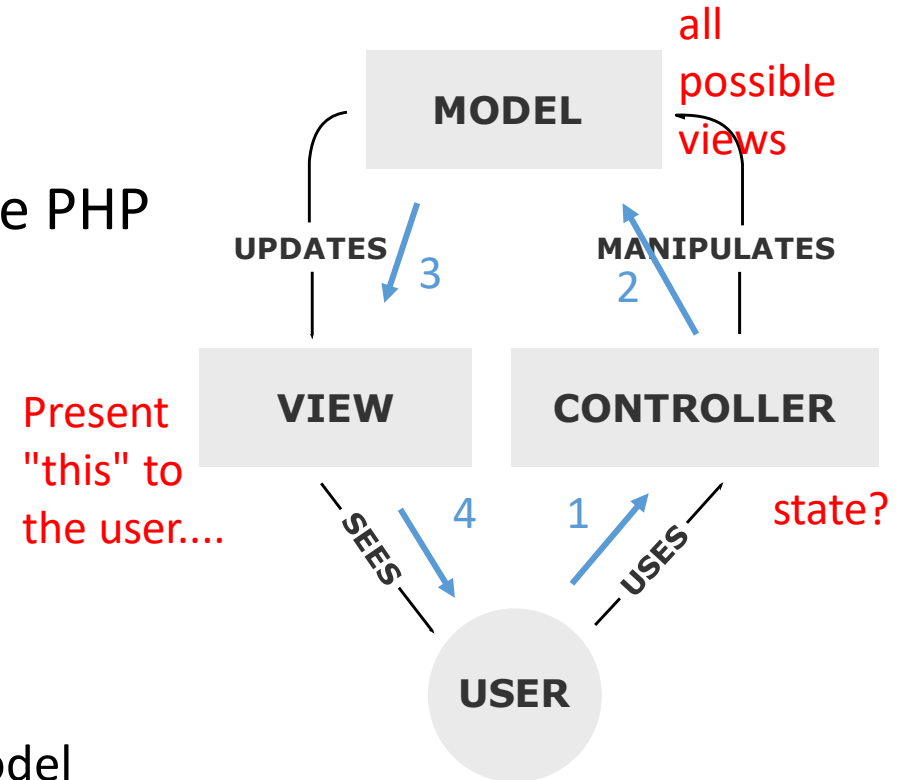 all
possible
views
MODEL
e PHP
UPDATES
3
MANIPULATES
2
Present
"this" to
the user....
VIEW
CONTROLLER
state?
SEES
4
1
USES
USER
odel